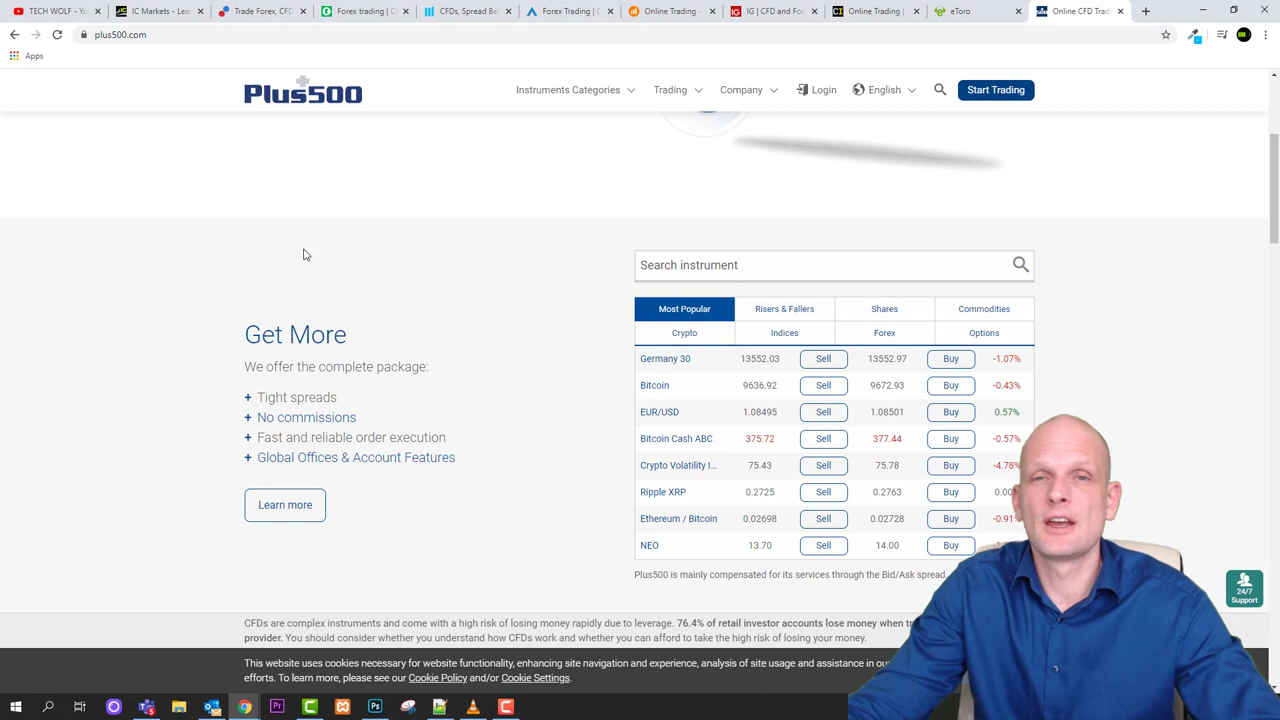 TECH WOLF - Yo
IC Markets - Lea
Trade Forex, CFD
Forex trading | C
CFDs, Spread Be
Forex Trading | C
Online Trading -
IG | CFD and Fo
Online Trading |
eToro
Online CFD Trad
plus500.com
Apps
Plus500
Instruments Categories
Trading
Company
Login
English
Start Trading
Search instrument
Most Popular
Risers & Fallers
Shares
Commodities
Crypto
Indices
Forex
Options
Get More
We offer the complete package:
+ Tight spreads
+ No commissions
+ Fast and reliable order execution
+ Global Offices & Account Features
Learn more
Germany 30 13552.03 Sell 13552.97 Buy -1.07%
Bitcoin 9636.92 Sell 9672.93 Buy -0.43%
EUR/USD 1.08495 Sell 1.08501 Buy 0.57%
Bitcoin Cash ABC 375.72 Sell 377.44 Buy -0.57%
Crypto Volatility I... 75.43 Sell 75.78 Buy -4.78%
Ripple XRP 0.2725 Sell 0.2763 Buy 0.00
Ethereum / Bitcoin 0.02698 Sell 0.02728 Buy -0.91%
NEO 13.70 Sell 14.00 Buy
Plus500 is mainly compensated for its services through the Bid/Ask spread.
24/7
Support
CFDs are complex instruments and come with a high risk of losing money rapidly due to leverage. 76.4% of retail investor accounts lose money when
provider. You should consider whether you understand how CFDs work and whether you can afford to take the high risk of losing your money.
This website uses cookies necessary for website functionality, enhancing site navigation and experience, analysis of site usage and assistance in
efforts. To learn more, please see our Cookie Policy and/or Cookie Settings.